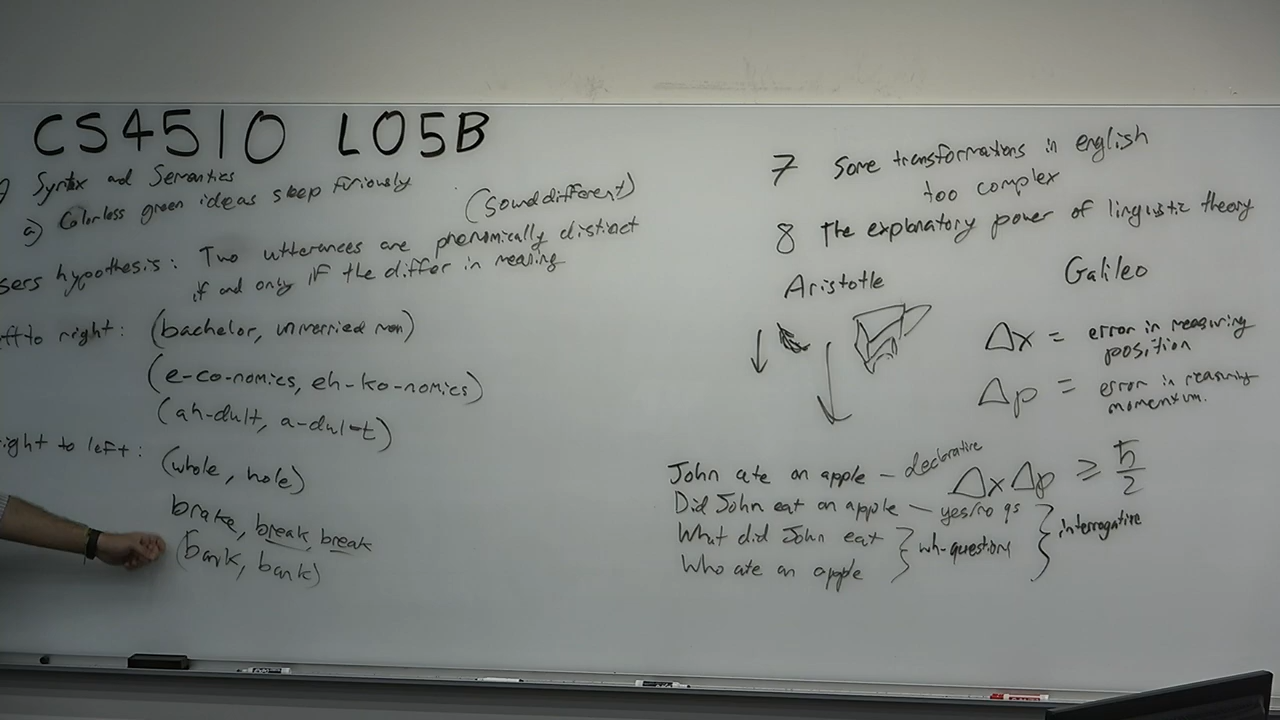 CS4510 L05B
Syntax and Semantics
a) Colorless green ideas sleep furiously
(sound different)
sers hypothesis: Two utterances are phenomically distinct
if and only if the differ in meaning
ft to right: (bachelor, unmerried man)
(e-co-nomics, eh-ko-nomics)
(ah-dult, a-dul-t)
ight to left: (whole, hole)
brake, break, break
(bank, bank)
7 Some transformations in english
too complex
8 The explanatory power of linguistic theory
Aristotle
Galileo
Δx = error in measuring
position
Δp = error in measuring
momentum.
ΔxΔp ≥ ℏ/2
John ate an apple — declarative
Did John eat an apple — yes/no qs
What did John eat
Who ate an apple
} wh-questions
} interrogative